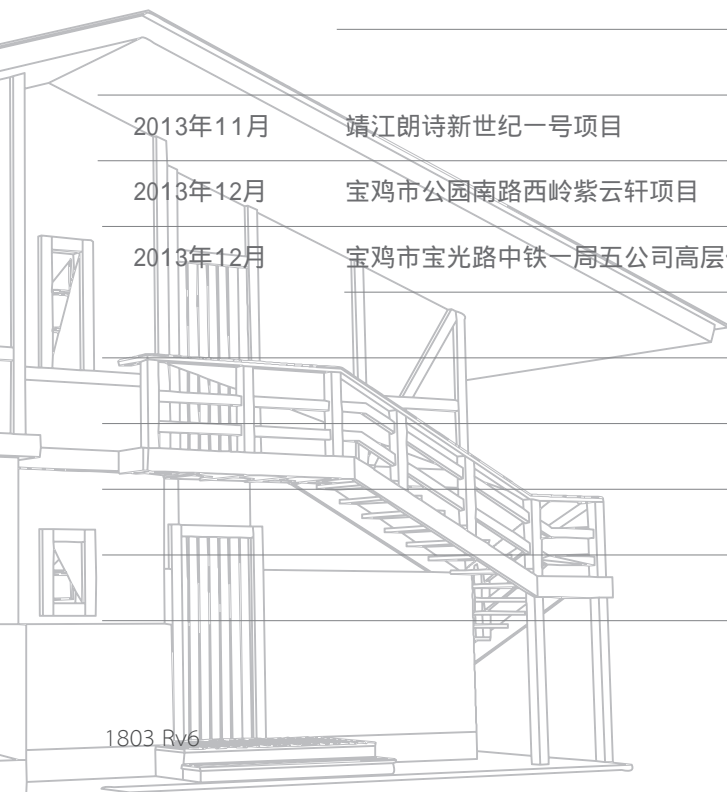 2013年11月 靖江朗诗新世纪一号项目
2013年12月 宝鸡市公园南路西岭紫云轩项目
2013年12月 宝鸡市宝光路中铁一局五公司高层
1803 Rv6